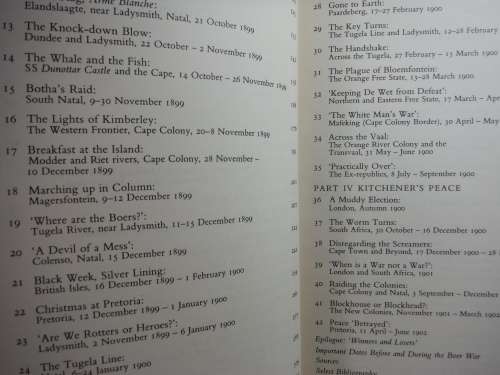 Elandslaagte, near Ladysmith, Natal, 21 October 1899
13 The Knock-down Blow:
Dundee and Ladysmith, 22 October – 2 November 1899
14 The Whale and the Fish:
SS Dunottar Castle and the Cape, 14 October – 26 November 1899
15 Botha's Raid:
South Natal, 9–30 November 1899
16 The Lights of Kimberley:
The Western Frontier, Cape Colony, 20–8 November 1899
17 Breakfast at the Island:
Modder and Riet rivers, Cape Colony, 28 November –
10 December 1899
18 Marching up in Column:
Magersfontein, 9–12 December 1899
19 'Where are the Boers?':
Tugela River, near Ladysmith, 11–15 December 1899
20 'A Devil of a Mess':
Colenso, Natal, 15 December 1899
21 Black Week, Silver Lining:
British Isles, 16 December 1899 – 1 February 1900
22 Christmas at Pretoria:
Pretoria, 12 December 1899 – 1 January 1900
23 'Are We Rotters or Heroes?':
Ladysmith, 2 November 1899 – 6 January 1900
24 The Tugela Line:
January 1900
28 Gone to Earth:
Paardeberg, 17–27 February 1900
29 The Key Turns:
The Tugela Line and Ladysmith, 12–28 February
30 The Handshake:
Across the Tugela, 27 February – 15 March 1900
31 The Plague of Bloemfontein:
The Orange Free State, 13–28 March 1900
32 'Keeping De Wet from Defeat':
Northern and Eastern Free State, 17 March –
33 'The White Man's War':
Mafeking (Cape Colony Border), 30 April – May
34 Across the Vaal:
The Orange River Colony and the
Transvaal, 31 May – June 1900
35 'Practically Over':
The Ex-republics, 8 July – September 1900
PART IV KITCHENER'S PEACE
36 A Muddy Election:
London, Autumn 1900
37 The Worm Turns:
South Africa, 30 October – 16 December 1900
38 Disregarding the Screamers:
Cape Town and Beyond, 17 December 1900 – 28
39 'When is a War not a War?':
London and South Africa, 1901
40 Raiding the Colonies:
Cape Colony and Natal, 3 September – December
41 Blockhouse or Blockhead?:
The New Colonies, November 1901 – March 1902
42 Peace 'Betrayed':
Pretoria, 11 April – June 1902
Epilogue: 'Winners and Losers'
Important Dates Before and During the Boer War
Sources
Select Bibliography